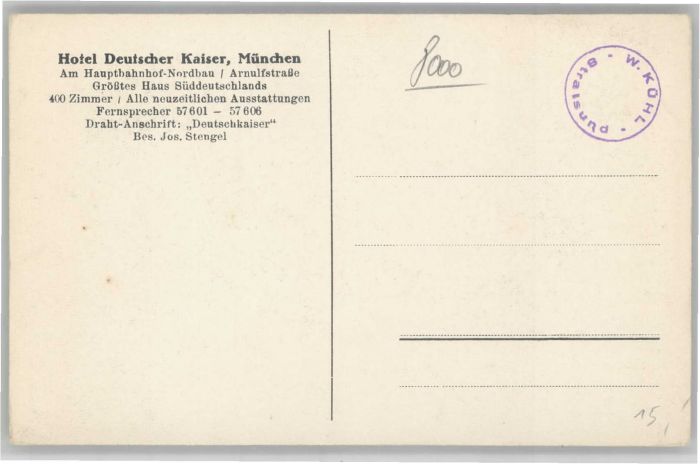 Hotel Deutscher Kaiser, München
Am Hauptbahnhof-Nordbau / Arnulfstraße
Größtes Haus Süddeutschlands
400 Zimmer / Alle neuzeitlichen Ausstattungen
Fernsprecher 57601 – 57606
Draht-Anschrift: „Deutschkaiser“
Bes. Jos. Stengel
8000
W. KÜHL - Stralsund -
15,